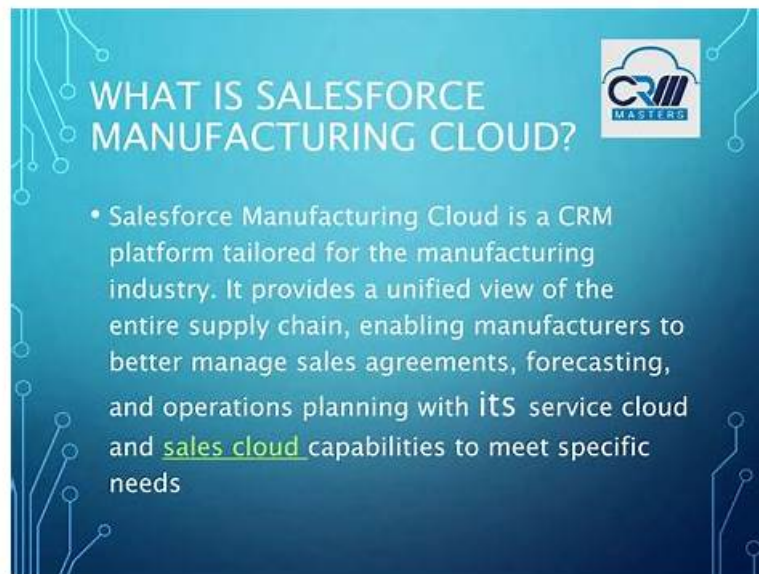 WHAT IS SALESFORCE
MANUFACTURING CLOUD?
CRM
MASTERS
• Salesforce Manufacturing Cloud is a CRM
platform tailored for the manufacturing
industry. It provides a unified view of the
entire supply chain, enabling manufacturers to
better manage sales agreements, forecasting,
and operations planning with its service cloud
and sales cloud capabilities to meet specific
needs